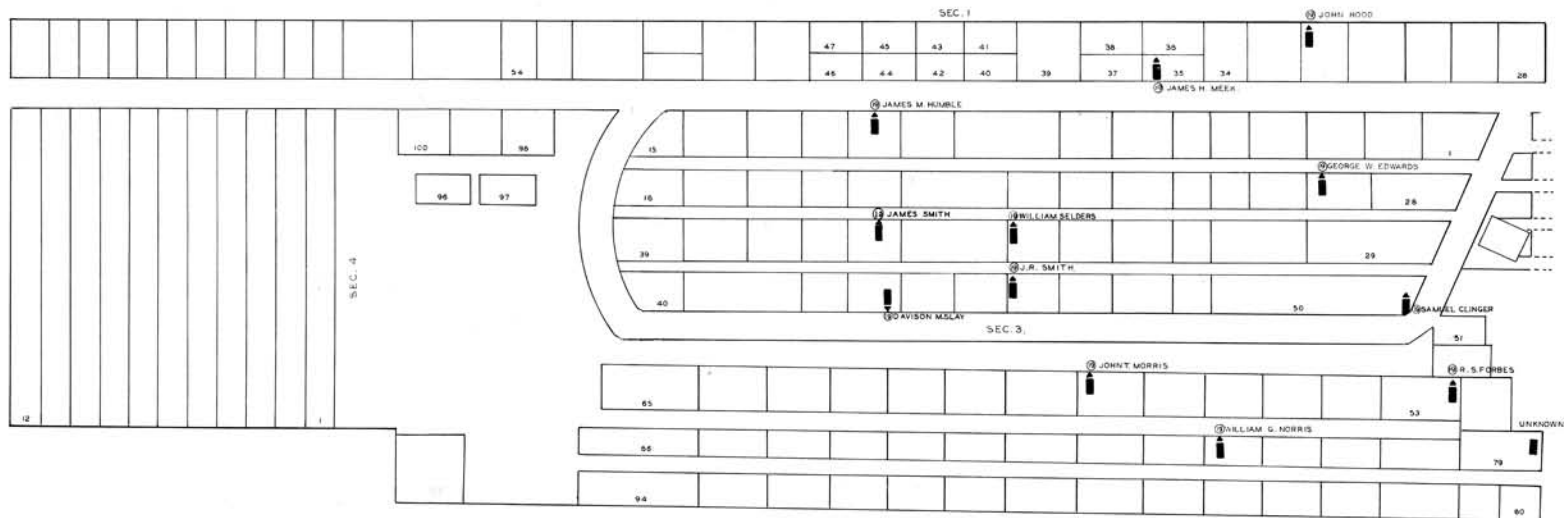 SEC. 1
JOHN HOOD
47 45 43 41 38 36
54 46 44 42 40 39 37 35 34 28
JAMES H. MEEK
JAMES M. HUMBLE
100 98 15 1
GEORGE W. EDWARDS
96 97 16 28
JAMES SMITH
WILLIAM SELDERS
SEC. 4
39 29
J.R. SMITH
40 50
DAVISON M.SLAY
SAMUEL CLINGER
SEC. 3.
51
JOHN T. MORRIS
R. S. FORBES
65 53
12 1
WILLIAM G. NORRIS
UNKNOWN
66 79
94 60